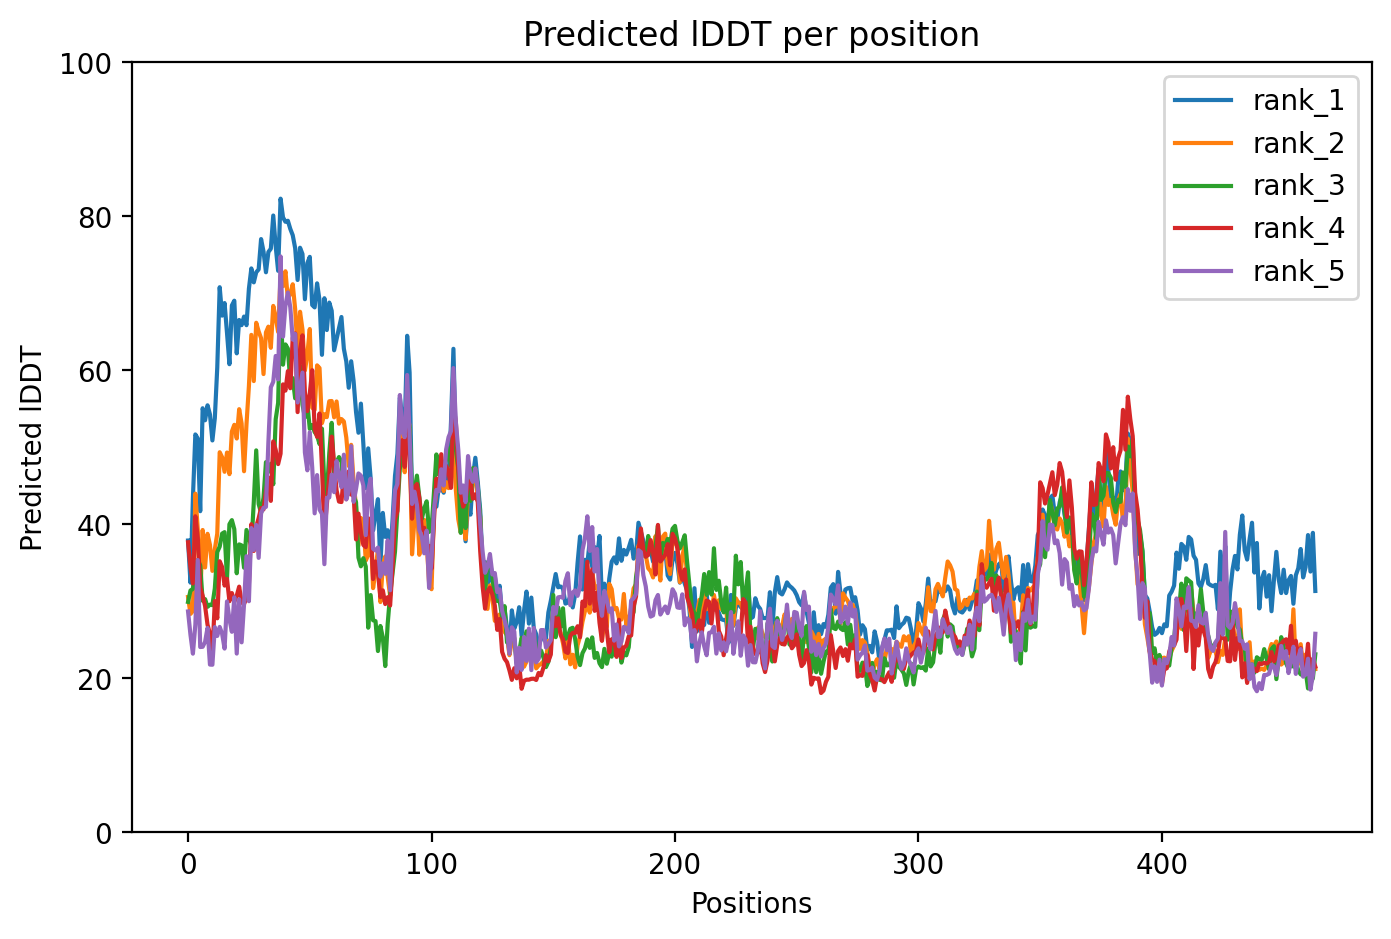 Predicted lDDT per position
100
80
60
40
20
0
Predicted lDDT
0 100 200 300 400
Positions
rank_1
rank_2
rank_3
rank_4
rank_5